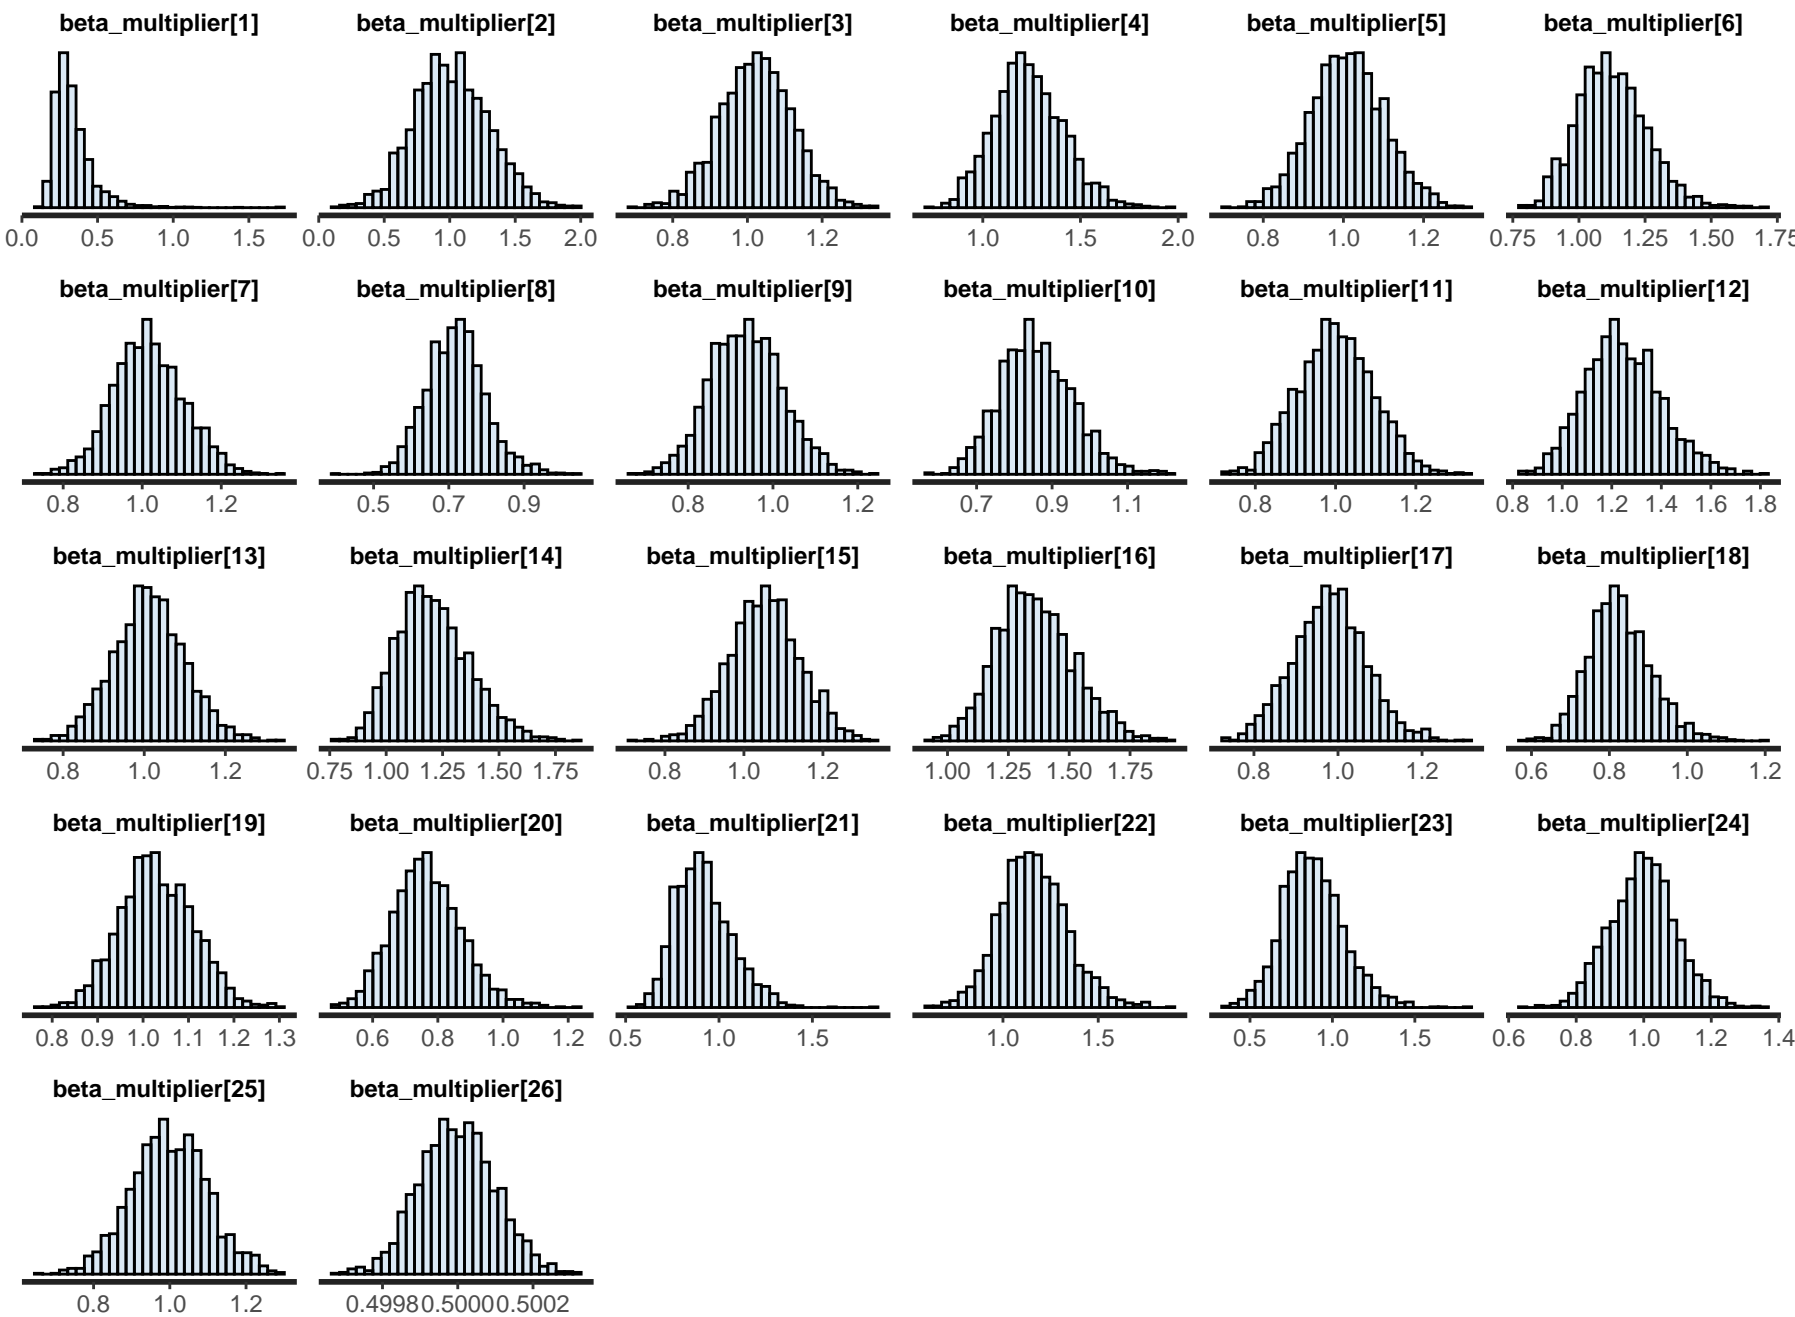 beta_multiplier[1] beta_multiplier[2] beta_multiplier[3] beta_multiplier[4] beta_multiplier[5] beta_multiplier[6]
0.0 0.5 1.0 1.5 0.0 0.5 1.0 1.5 2.0 0.8 1.0 1.2 1.0 1.5 2.0 0.8 1.0 1.2 0.75 1.00 1.25 1.50 1.75
beta_multiplier[7] beta_multiplier[8] beta_multiplier[9] beta_multiplier[10] beta_multiplier[11] beta_multiplier[12]
0.8 1.0 1.2 0.5 0.7 0.9 0.8 1.0 1.2 0.7 0.9 1.1 0.8 1.0 1.2 0.8 1.0 1.2 1.4 1.6 1.8
beta_multiplier[13] beta_multiplier[14] beta_multiplier[15] beta_multiplier[16] beta_multiplier[17] beta_multiplier[18]
0.8 1.0 1.2 0.75 1.00 1.25 1.50 1.75 0.8 1.0 1.2 1.00 1.25 1.50 1.75 0.8 1.0 1.2 0.6 0.8 1.0 1.2
beta_multiplier[19] beta_multiplier[20] beta_multiplier[21] beta_multiplier[22] beta_multiplier[23] beta_multiplier[24]
0.8 0.9 1.0 1.1 1.2 1.3 0.6 0.8 1.0 1.2 0.5 1.0 1.5 1.0 1.5 0.5 1.0 1.5 0.6 0.8 1.0 1.2 1.4
beta_multiplier[25] beta_multiplier[26]
0.8 1.0 1.2 0.4998 0.5000 0.5002